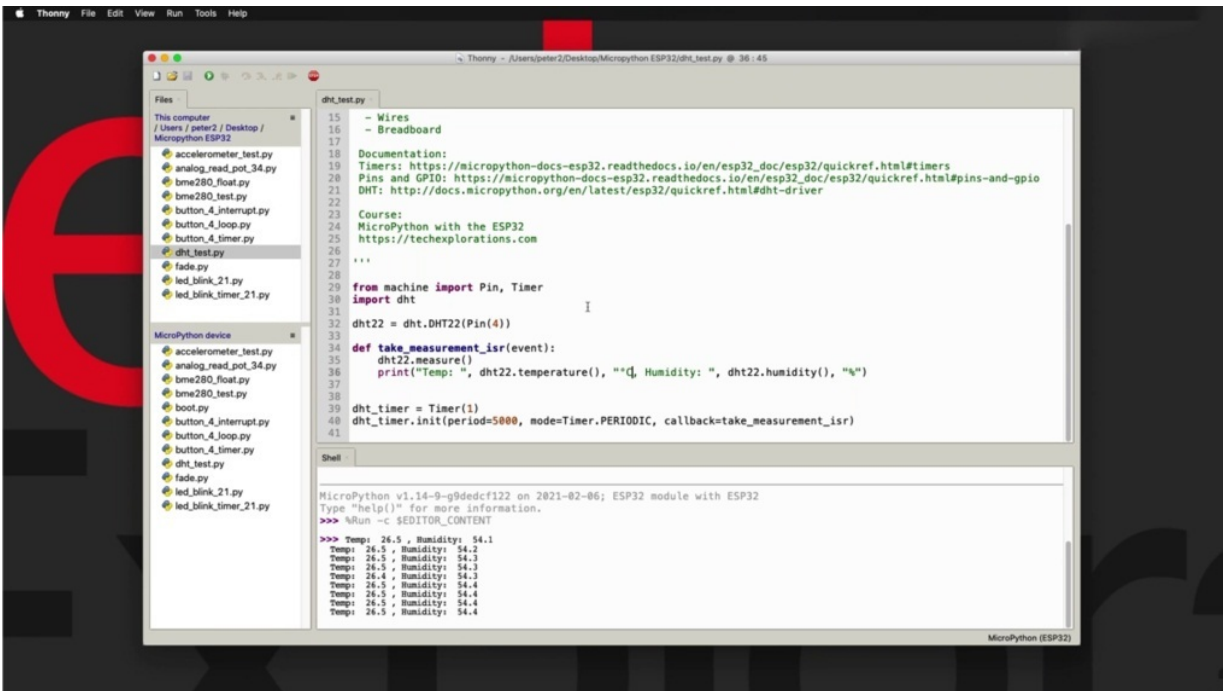 Thonny File Edit View Run Tools Help
Thonny - /Users/peter2/Desktop/Micropython ESP32/dht_test.py @ 36:45
Files
This computer
/ Users / peter2 / Desktop /
Micropython ESP32
accelerometer_test.py
analog_read_pot_34.py
bme280_float.py
bme280_test.py
button_4_interrupt.py
button_4_loop.py
button_4_timer.py
dht_test.py
fade.py
led_blink_21.py
led_blink_timer_21.py
MicroPython device
accelerometer_test.py
analog_read_pot_34.py
bme280_float.py
bme280_test.py
boot.py
button_4_interrupt.py
button_4_loop.py
button_4_timer.py
dht_test.py
fade.py
led_blink_21.py
led_blink_timer_21.py
dht_test.py
15 - Wires
16 - Breadboard
17
18 Documentation:
19 Timers: https://micropython-docs-esp32.readthedocs.io/en/esp32_doc/esp32/quickref.html#timers
20 Pins and GPIO: https://micropython-docs-esp32.readthedocs.io/en/esp32_doc/esp32/quickref.html#pins-and-gpio
21 DHT: http://docs.micropython.org/en/latest/esp32/quickref.html#dht-driver
22
23 Course:
24 MicroPython with the ESP32
25 https://techexplorations.com
26
27 '''
28
29 from machine import Pin, Timer
30 import dht
31
32 dht22 = dht.DHT22(Pin(4))
33
34 def take_measurement_isr(event):
35 dht22.measure()
36 print("Temp: ", dht22.temperature(), "°C, Humidity: ", dht22.humidity(), "%")
37
38
39 dht_timer = Timer(1)
40 dht_timer.init(period=5000, mode=Timer.PERIODIC, callback=take_measurement_isr)
41
Shell
MicroPython v1.14-9-g9dedcf122 on 2021-02-06; ESP32 module with ESP32
Type "help()" for more information.
>>> %Run -c $EDITOR_CONTENT
>>> Temp: 26.5 , Humidity: 54.1
Temp: 26.5 , Humidity: 54.2
Temp: 26.5 , Humidity: 54.3
Temp: 26.5 , Humidity: 54.3
Temp: 26.4 , Humidity: 54.3
Temp: 26.5 , Humidity: 54.4
Temp: 26.5 , Humidity: 54.4
Temp: 26.5 , Humidity: 54.4
Temp: 26.5 , Humidity: 54.4
MicroPython (ESP32)